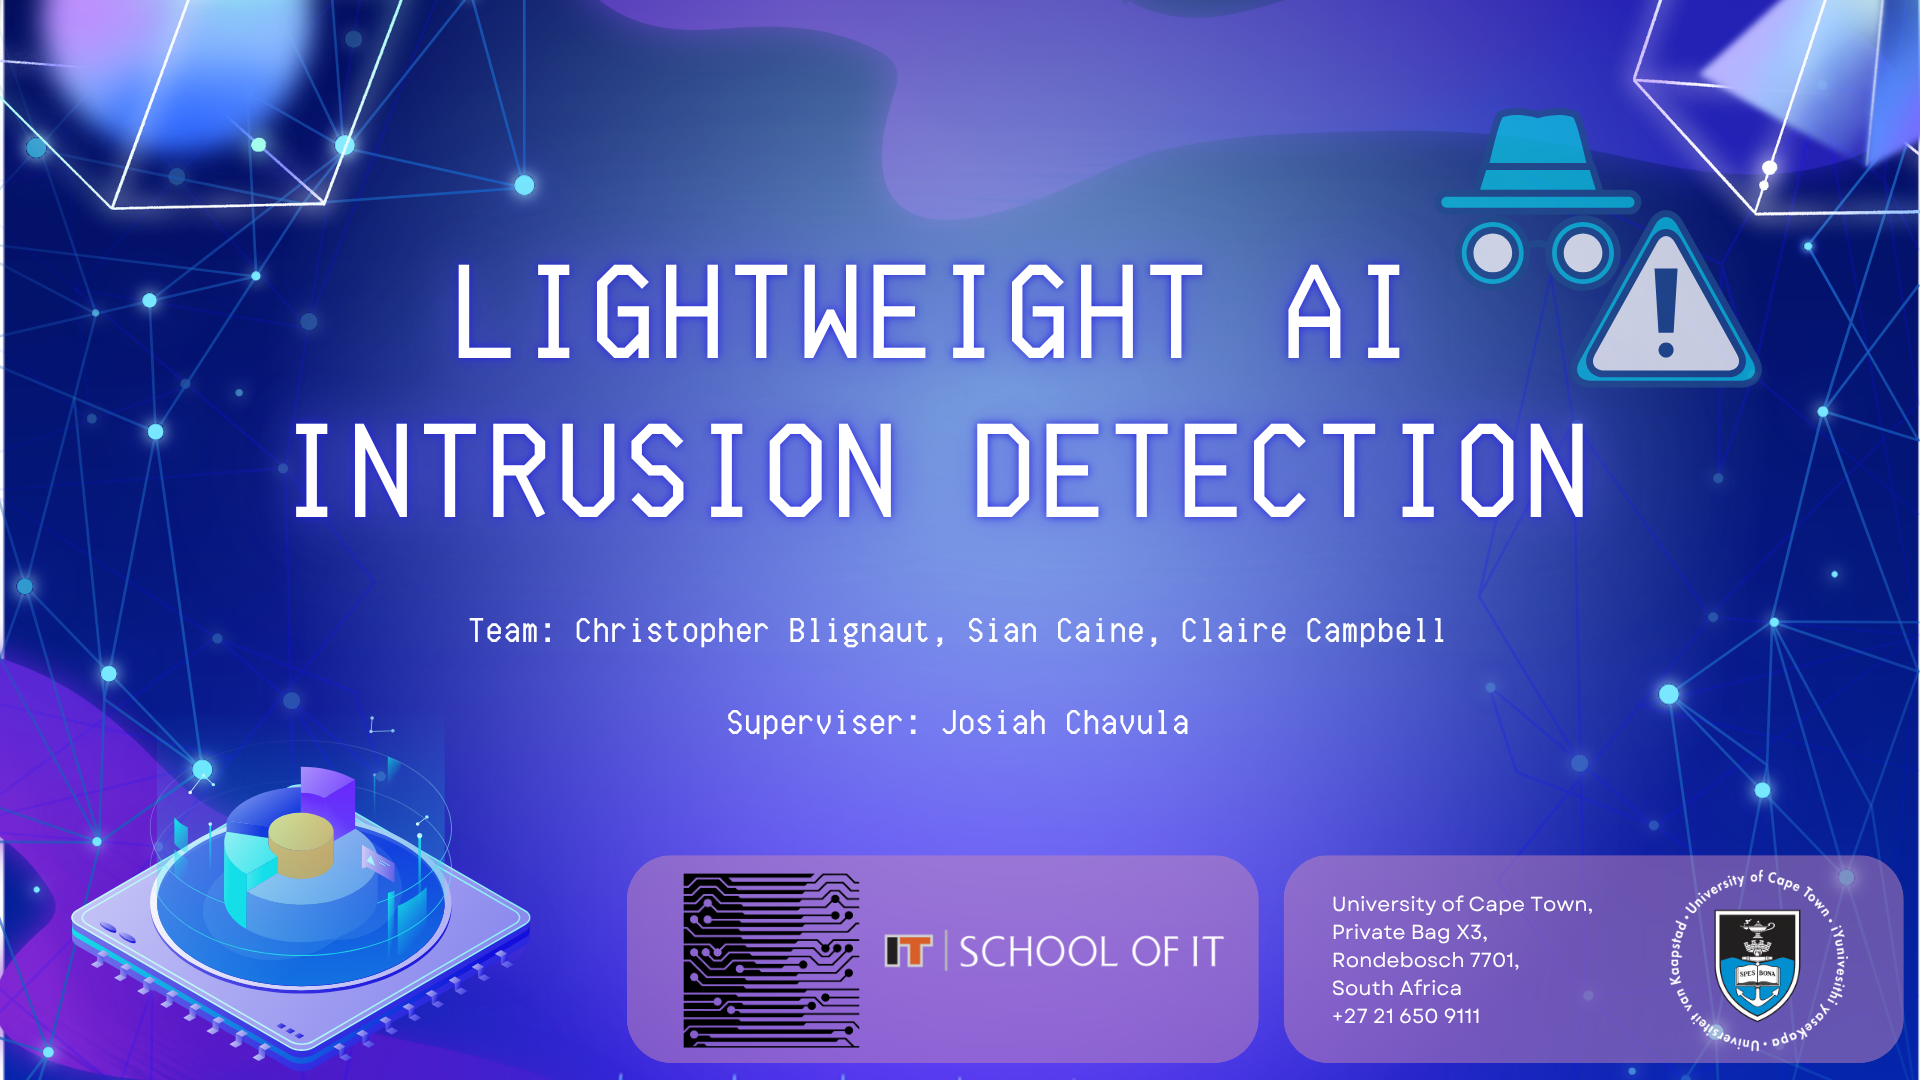 LIGHTWEIGHT AI
INTRUSION DETECTION
Team: Christopher Blignaut, Sian Caine, Claire Campbell
Superviser: Josiah Chavula
IT | SCHOOL OF IT
University of Cape Town,
Private Bag X3,
Rondebosch 7701,
South Africa
+27 21 650 9111
University of Cape Town • iYunivesithi yaseKapa • Universiteit van Kaapstad •
SPES BONA